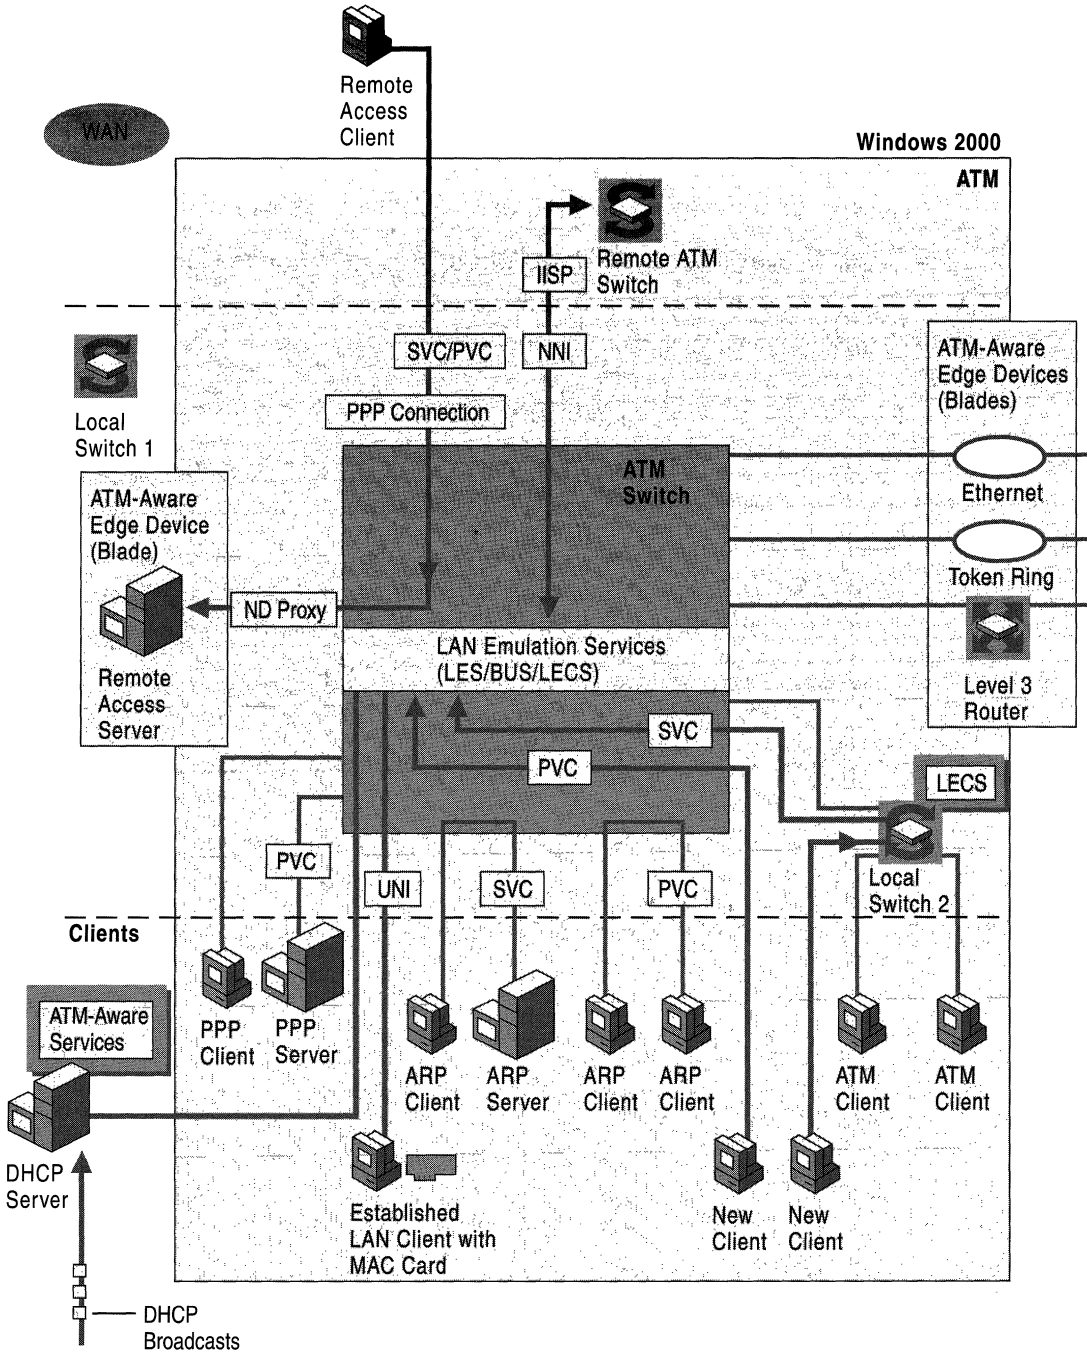 Remote
Access
Client
WAN
Windows 2000
ATM
Remote ATM
Switch
IISP
SVC/PVC
NNI
PPP Connection
Local
Switch 1
ATM-Aware
Edge Devices
(Blades)
Ethernet
Token Ring
Level 3
Router
ATM
Switch
ATM-Aware
Edge Device
(Blade)
ND Proxy
Remote
Access
Server
LAN Emulation Services
(LES/BUS/LECS)
SVC
PVC
LECS
Local
Switch 2
PVC
UNI
SVC
PVC
Clients
ATM-Aware
Services
PPP
Client
PPP
Server
ARP
Client
ARP
Server
ARP
Client
ARP
Client
ATM
Client
ATM
Client
DHCP
Server
Established
LAN Client with
MAC Card
New
Client
New
Client
DHCP
Broadcasts